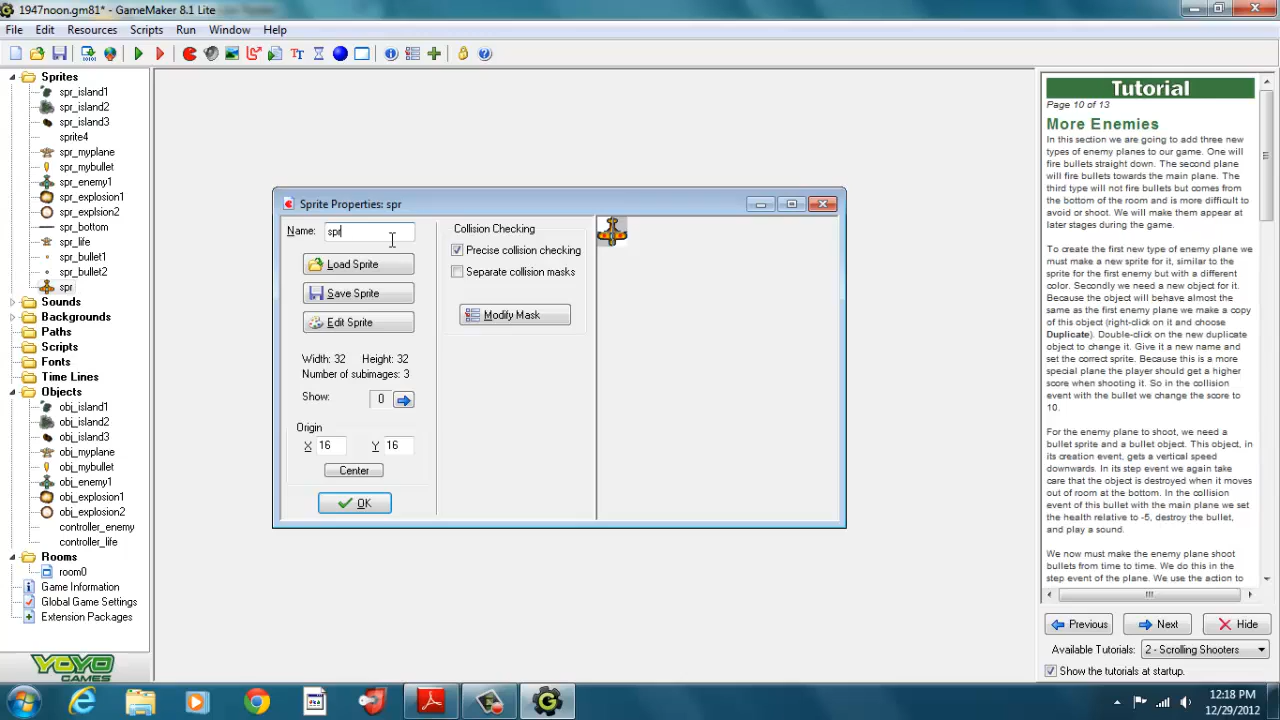 1947noon.gm81* - GameMaker 8.1 Lite
File Edit Resources Scripts Run Window Help
Sprites
spr_island1
spr_island2
spr_island3
sprite4
spr_myplane
spr_mybullet
spr_enemy1
spr_explosion1
spr_explsion2
spr_bottom
spr_life
spr_bullet1
spr_bullet2
spr
Sounds
Backgrounds
Paths
Scripts
Fonts
Time Lines
Objects
obj_island1
obj_island2
obj_island3
obj_myplane
obj_mybullet
obj_enemy1
obj_explosion1
obj_explosion2
controller_enemy
controller_life
Rooms
room0
Game Information
Global Game Settings
Extension Packages
YOYO
GAMES
Sprite Properties: spr
Name: spr
Load Sprite
Save Sprite
Edit Sprite
Width: 32 Height: 32
Number of subimages: 3
Show: 0
Origin
X 16 Y 16
Center
OK
Collision Checking
Precise collision checking
Separate collision masks
Modify Mask
Tutorial
Page 10 of 13
More Enemies
In this section we are going to add three new
types of enemy planes to our game. One will
fire bullets straight down. The second plane
will fire bullets towards the main plane. The
third type will not fire bullets but comes from
the bottom of the room and is more difficult to
avoid or shoot. We will make them appear at
later stages during the game.
To create the first new type of enemy plane we
must make a new sprite for it, similar to the
sprite for the first enemy but with a different
color. Secondly we need a new object for it.
Because the object will behave almost the
same as the first enemy plane we make a copy
of this object (right-click on it and choose
Duplicate). Double-click on the new duplicate
object to change it. Give it a new name and
set the correct sprite. Because this is a more
special plane the player should get a higher
score when shooting it. So in the collision
event with the bullet we change the score to
10.
For the enemy plane to shoot, we need a
bullet sprite and a bullet object. This object, in
its creation event, gets a vertical speed
downwards. In its step event we again take
care that the object is destroyed when it moves
out of room at the bottom. In the collision
event of this bullet with the main plane we set
the health relative to -5, destroy the bullet,
and play a sound.
We now must make the enemy plane shoot
bullets from time to time. We do this in the
step event of the plane. We use the action to
Previous Next Hide
Available Tutorials: 2 - Scrolling Shooters
Show the tutorials at startup.
12:18 PM
12/29/2012